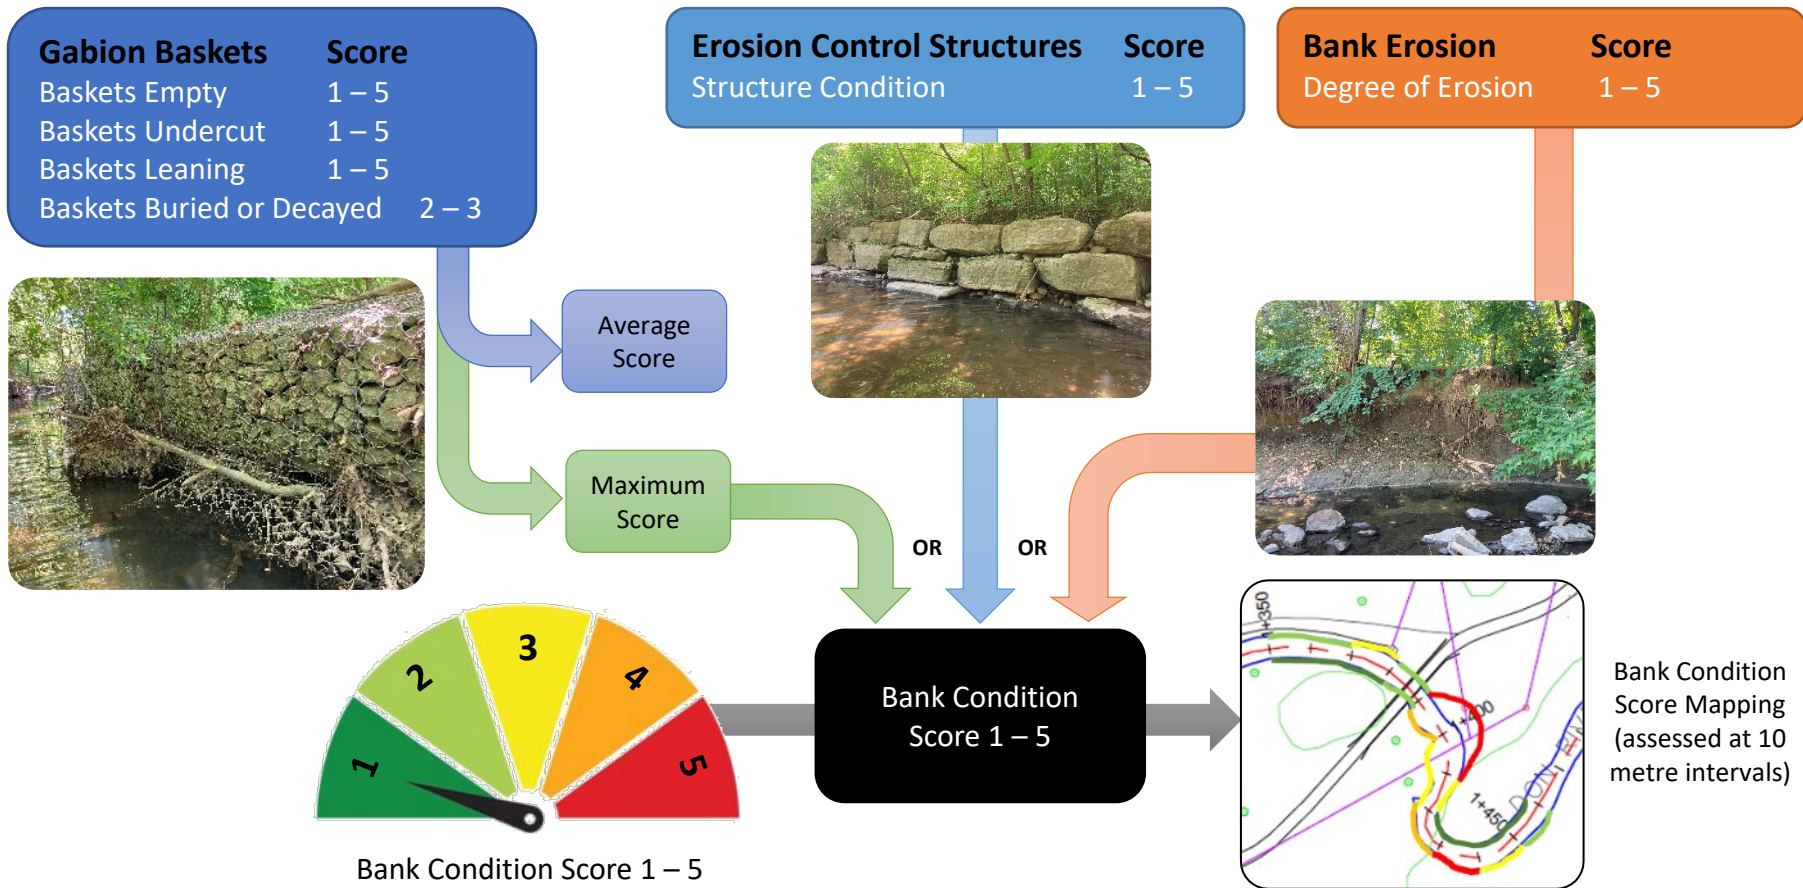 Gabion Baskets Score
Baskets Empty 1 – 5
Baskets Undercut 1 – 5
Baskets Leaning 1 – 5
Baskets Buried or Decayed 2 – 3
Erosion Control Structures Score
Structure Condition 1 – 5
Bank Erosion Score
Degree of Erosion 1 – 5
Average
Score
Maximum
Score
OR
OR
1
2
3
4
5
Bank Condition Score 1 – 5
Bank Condition
Score 1 – 5
1+350
1+400
1+450
DON
Bank Condition
Score Mapping
(assessed at 10
metre intervals)